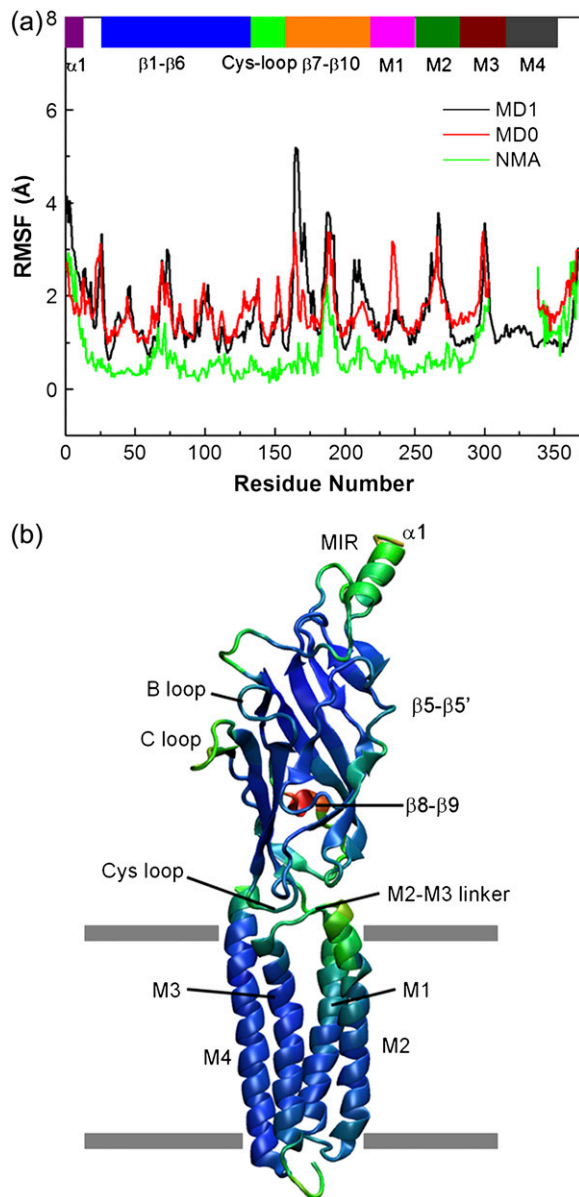 (a)
8
6
4
2
0
RMSF (Å)
α1
β1-β6
Cys-loop
β7-β10
M1
M2
M3
M4
MD1
MD0
NMA
0 50 100 150 200 250 300 350
Residue Number
(b)
MIR
α1
B loop
β5-β5'
C loop
β8-β9
Cys loop
M2-M3 linker
M3
M1
M4
M2